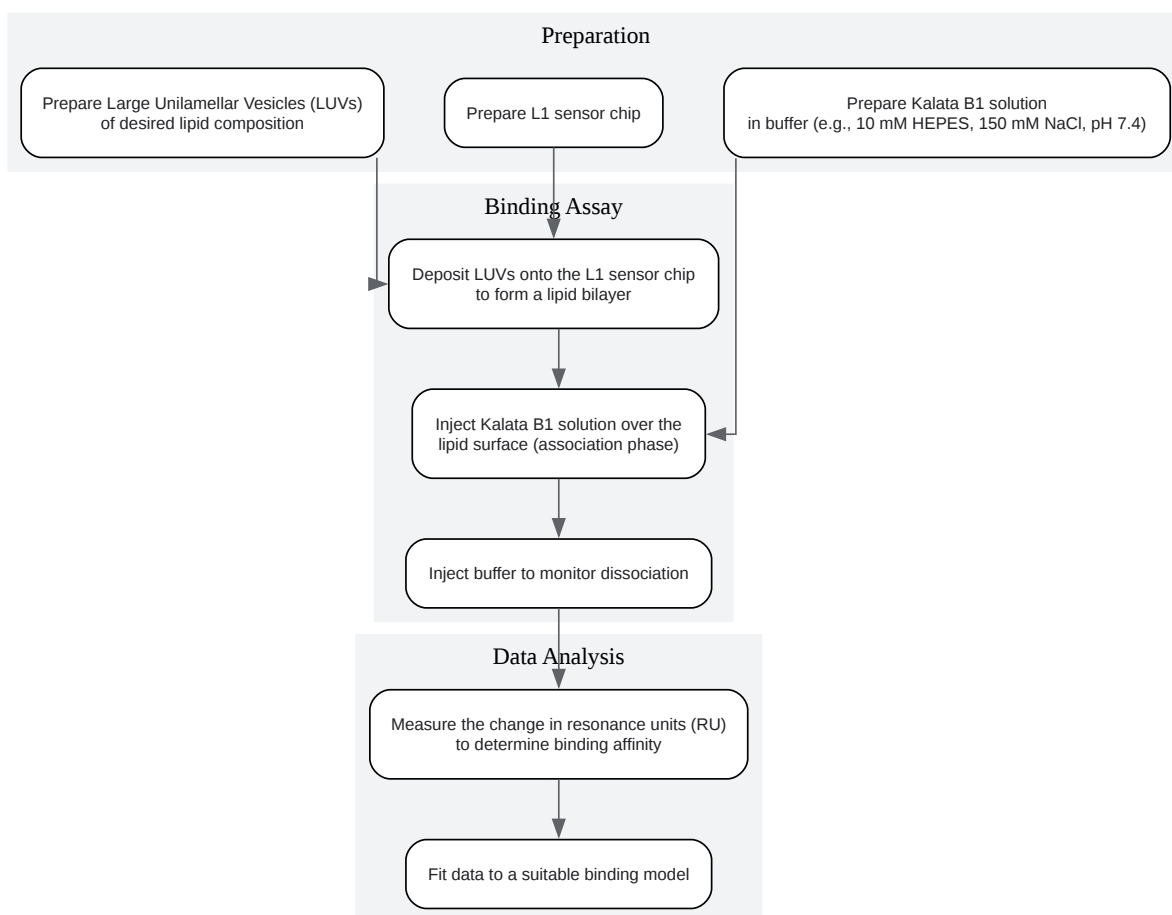 Preparation
Prepare Large Unilamellar Vesicles (LUVs)
of desired lipid composition
Prepare L1 sensor chip
Prepare Kalata B1 solution
in buffer (e.g., 10 mM HEPES, 150 mM NaCl, pH 7.4)
Binding Assay
Deposit LUVs onto the L1 sensor chip
to form a lipid bilayer
Inject Kalata B1 solution over the
lipid surface (association phase)
Inject buffer to monitor dissociation
Data Analysis
Measure the change in resonance units (RU)
to determine binding affinity
Fit data to a suitable binding model